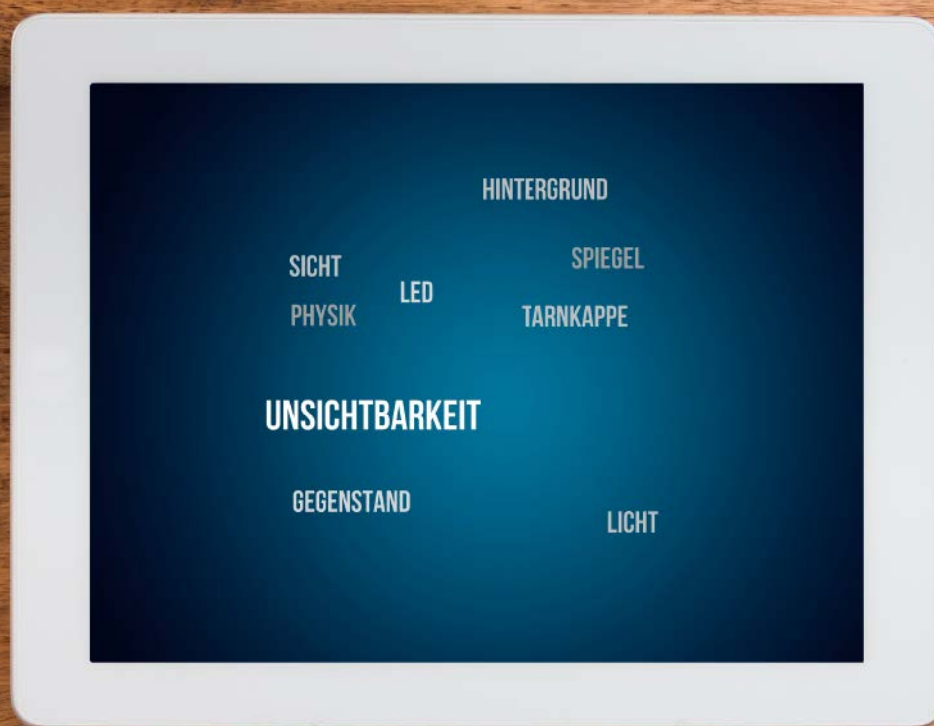 HINTERGRUND
SPIEGEL
SICHT
LED
PHYSIK
TARNKAPPE
UNSICHTBARKEIT
GEGENSTAND
LICHT